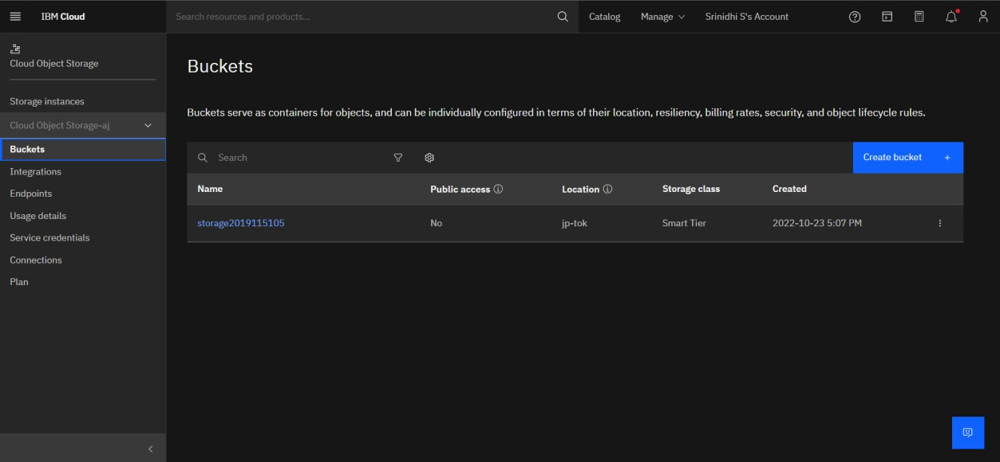 IBM Cloud
Search resources and products...
Catalog
Manage
Srinidhi S's Account
Cloud Object Storage
Storage instances
Cloud Object Storage-aj
Buckets
Integrations
Endpoints
Usage details
Service credentials
Connections
Plan
Buckets
Buckets serve as containers for objects, and can be individually configured in terms of their location, resiliency, billing rates, security, and object lifecycle rules.
Search
Create bucket +
Name Public access Location Storage class Created
storage2019115105 No jp-tok Smart Tier 2022-10-23 5:07 PM